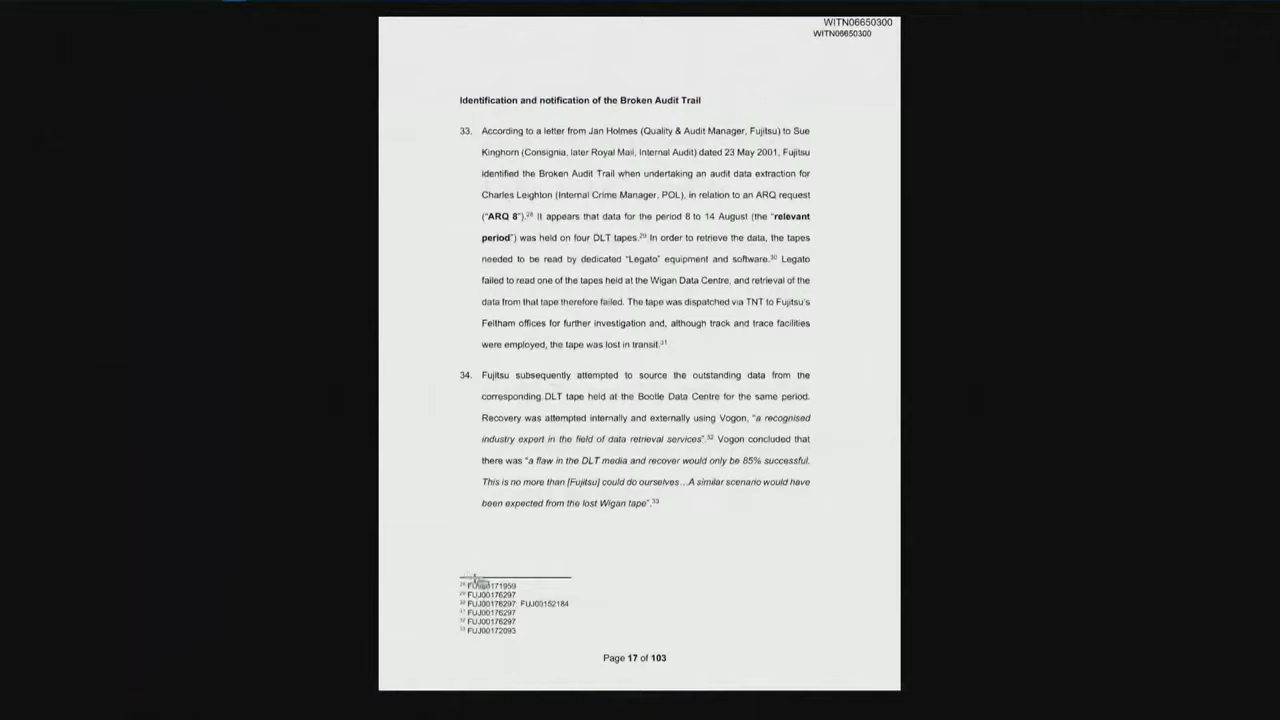 WITN06650300
WITN06650300
Identification and notification of the Broken Audit Trail
33. According to a letter from Jan Holmes (Quality & Audit Manager, Fujitsu) to Sue
Kinghorn (Consignia, later Royal Mail, Internal Audit) dated 23 May 2001, Fujitsu
identified the Broken Audit Trail when undertaking an audit data extraction for
Charles Leighton (Internal Crime Manager, POL), in relation to an ARQ request
("ARQ 8").28 It appears that data for the period 8 to 14 August (the "relevant
period") was held on four DLT tapes.29 In order to retrieve the data, the tapes
needed to be read by dedicated "Legato" equipment and software.30 Legato
failed to read one of the tapes held at the Wigan Data Centre, and retrieval of the
data from that tape therefore failed. The tape was dispatched via TNT to Fujitsu's
Feltham offices for further investigation and, although track and trace facilities
were employed, the tape was lost in transit.31
34. Fujitsu subsequently attempted to source the outstanding data from the
corresponding DLT tape held at the Bootle Data Centre for the same period.
Recovery was attempted internally and externally using Vogon, "a recognised
industry expert in the field of data retrieval services".32 Vogon concluded that
there was "a flaw in the DLT media and recover would only be 85% successful.
This is no more than [Fujitsu] could do ourselves...A similar scenario would have
been expected from the lost Wigan tape".33
28 FUJ00171959
29 FUJ00176297
30 FUJ00176297; FUJ00152184
31 FUJ00176297
32 FUJ00176297
33 FUJ00172093
Page 17 of 103